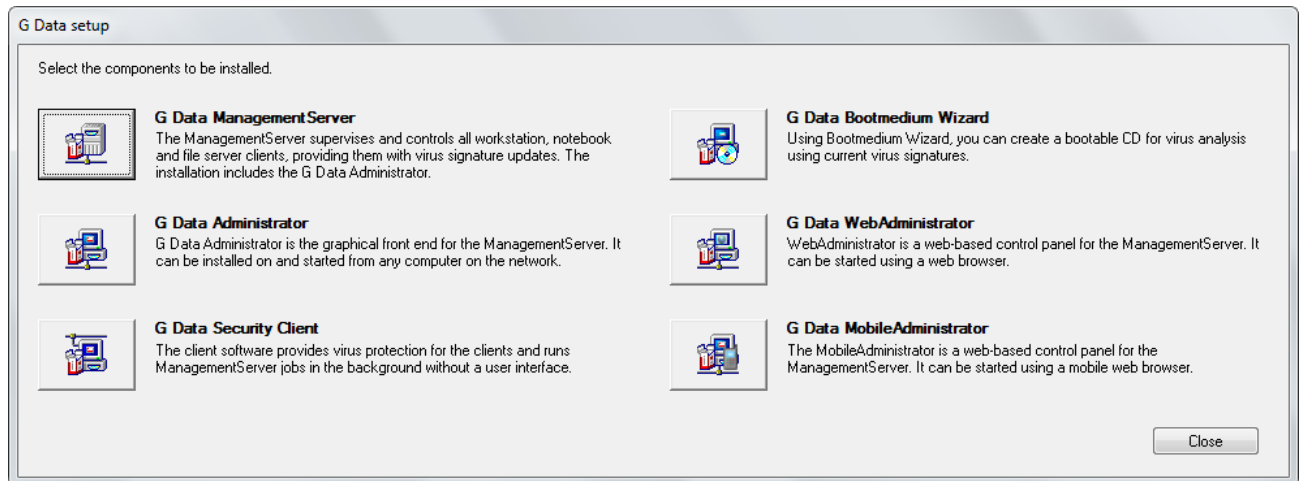 G Data setup
Select the components to be installed.
G Data ManagementServer
The ManagementServer supervises and controls all workstation, notebook
and file server clients, providing them with virus signature updates. The
installation includes the G Data Administrator.
G Data Administrator
G Data Administrator is the graphical front end for the ManagementServer. It
can be installed on and started from any computer on the network.
G Data Security Client
The client software provides virus protection for the clients and runs
ManagementServer jobs in the background without a user interface.
G Data Bootmedium Wizard
Using Bootmedium Wizard, you can create a bootable CD for virus analysis
using current virus signatures.
G Data WebAdministrator
WebAdministrator is a web-based control panel for the ManagementServer. It
can be started using a web browser.
G Data MobileAdministrator
The MobileAdministrator is a web-based control panel for the
ManagementServer. It can be started using a mobile web browser.
Close